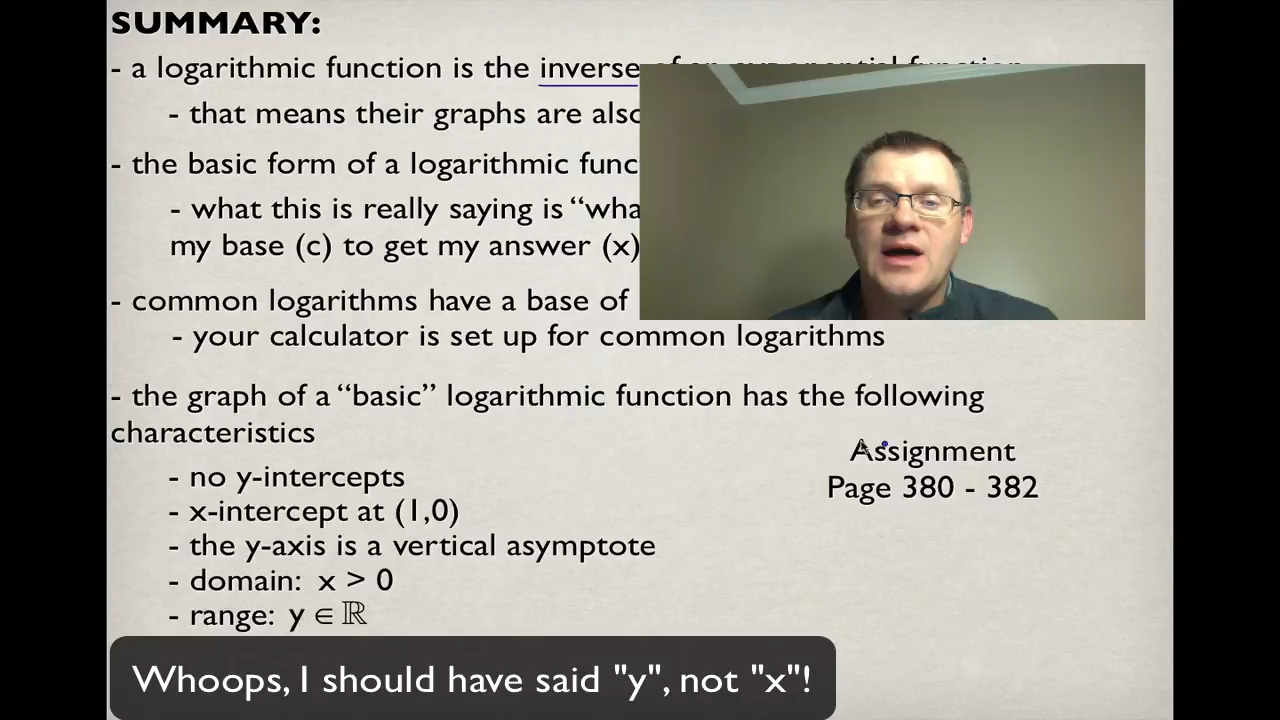 SUMMARY:
- a logarithmic function is the inverse of an exponential function
- that means their graphs are also
- the basic form of a logarithmic func
- what this is really saying is “wha
my base (c) to get my answer (x)
- common logarithms have a base of
- your calculator is set up for common logarithms
- the graph of a “basic” logarithmic function has the following
characteristics
- no y-intercepts
- x-intercept at (1,0)
- the y-axis is a vertical asymptote
- domain: x > 0
- range: y ∈ ℝ
Assignment
Page 380 - 382
Whoops, I should have said "y", not "x"!